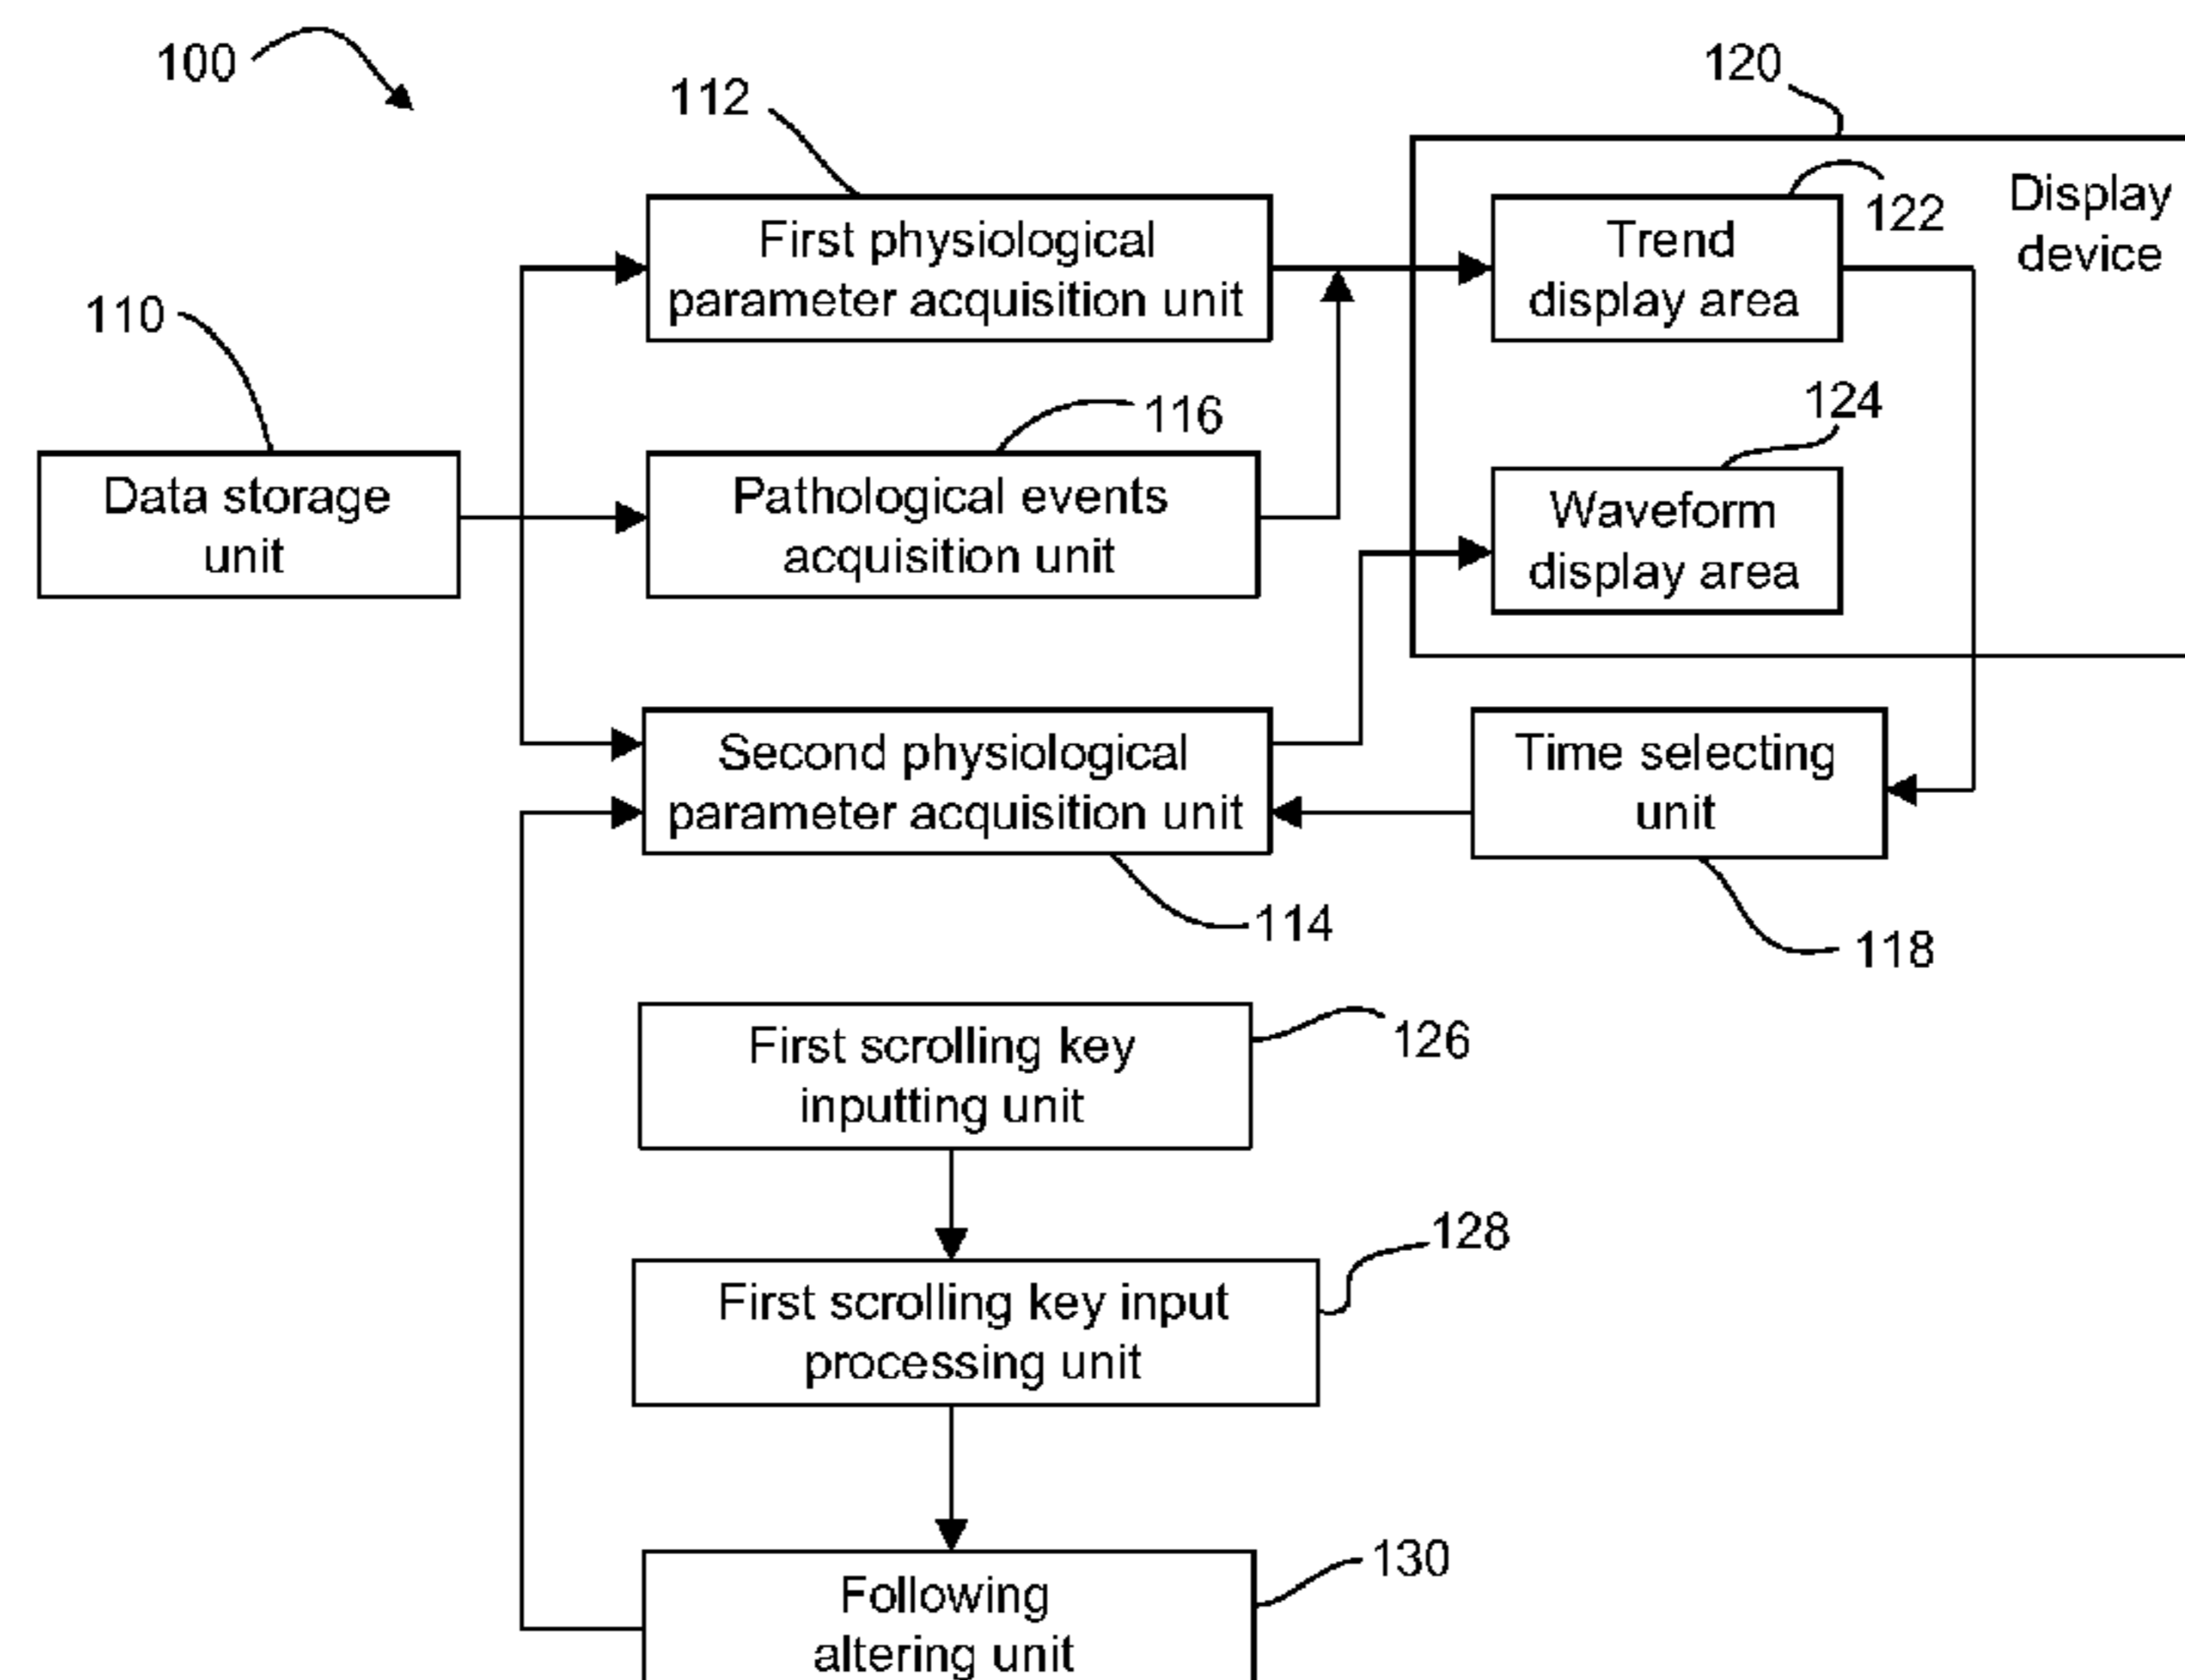 100
112
120
First physiological
parameter acquisition unit
Trend
display area
122
Display
device
110
116
124
Data storage
unit
Pathological events
acquisition unit
Waveform
display area
Second physiological
parameter acquisition unit
Time selecting
unit
114
118
First scrolling key
inputting unit
126
128
First scrolling key input
processing unit
130
Following
altering unit